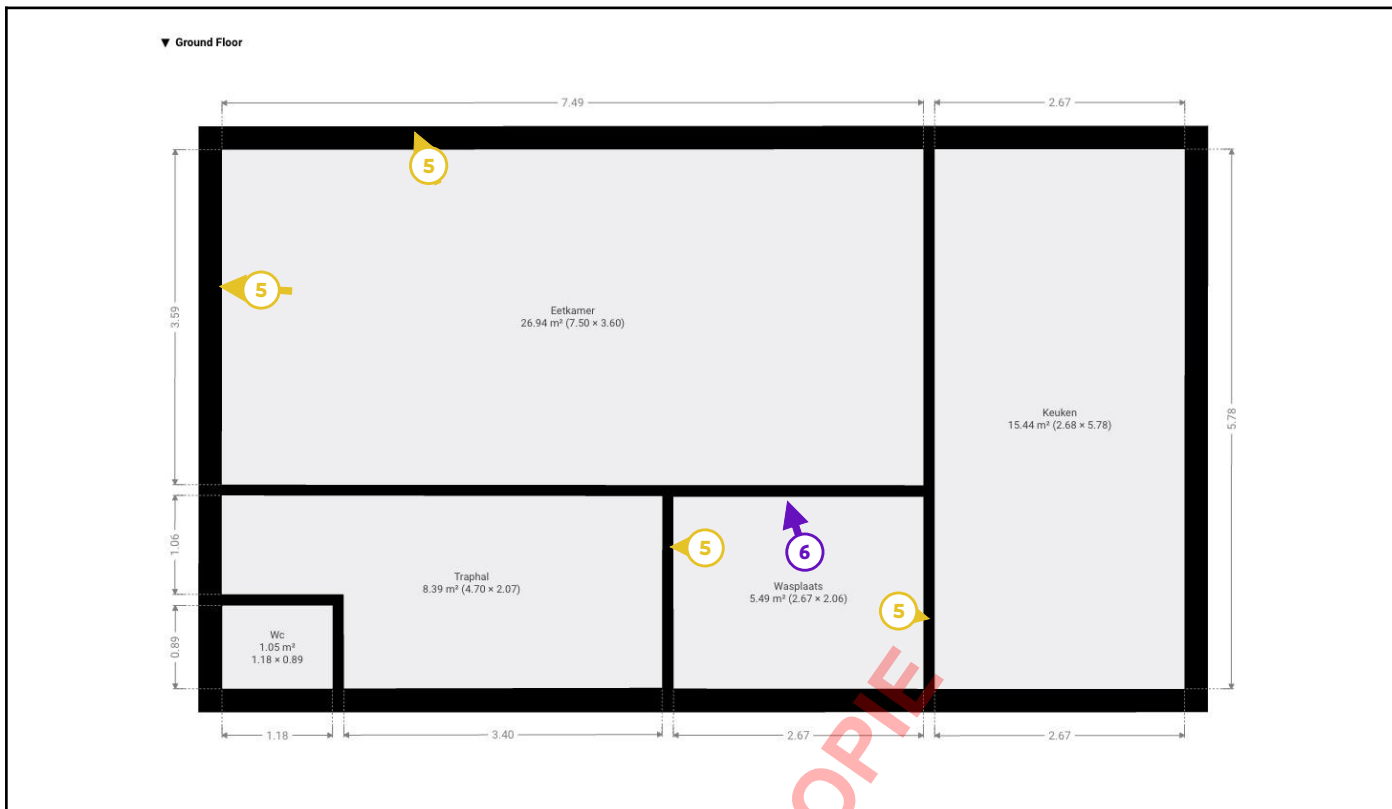 ▼ Ground Floor
7.49
2.67
5
5
3.59
Eetkamer
26.94 m² (7.50 × 3.60)
Keuken
15.44 m² (2.68 × 5.78)
5.78
1.06
5
6
Traphal
8.39 m² (4.70 × 2.07)
Wasplaats
5.49 m² (2.67 × 2.06)
5
0.89
Wc
1.05 m²
1.18 × 0.89
OPIE
1.18
3.40
2.67
2.67